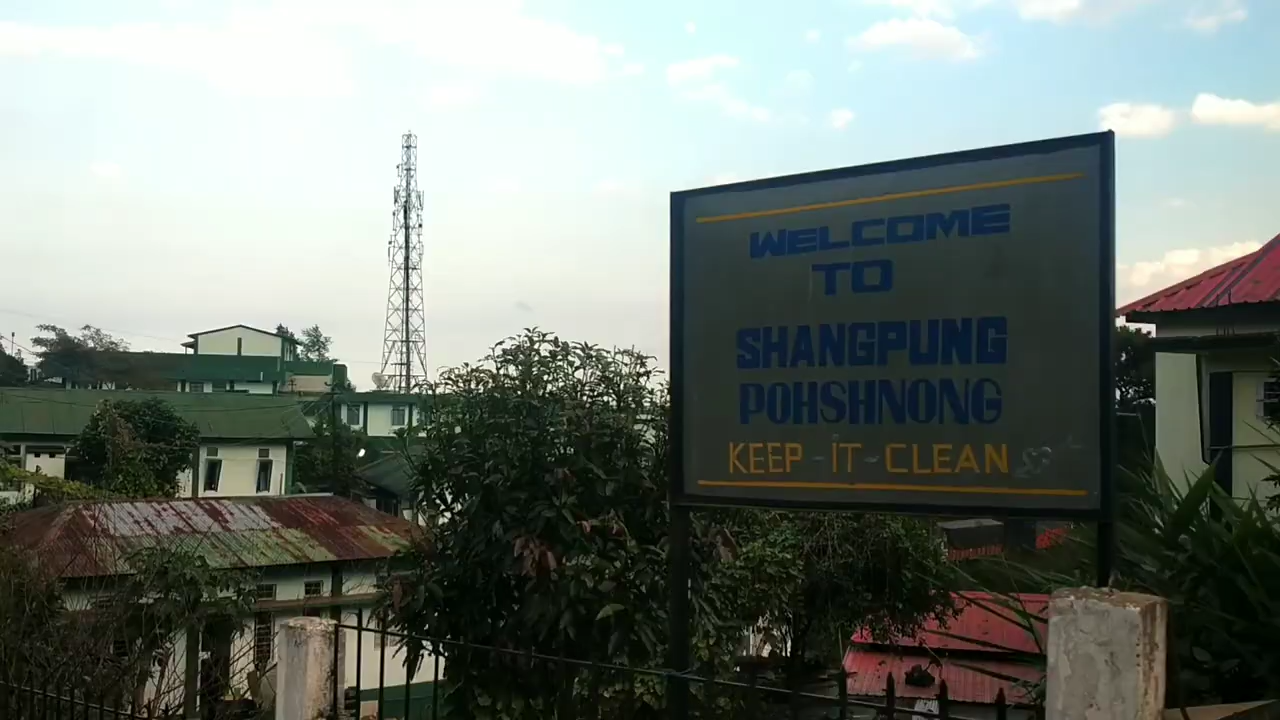 WELCOME
TO
SHANGPUNG
POHSHNONG
KEEP - IT - CLEAN